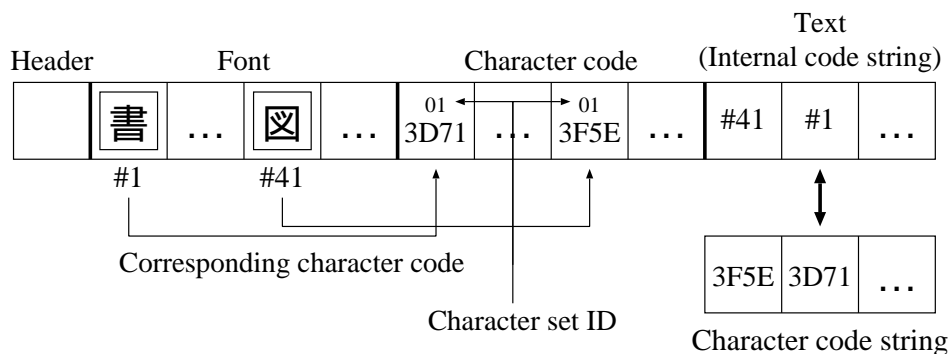 Text
Header Font Character code (Internal code string)
書 ... 図 ... 01 3D71 ... 01 3F5E ... #41 #1 ...
#1 #41
Corresponding character code
3F5E 3D71 ...
Character set ID
Character code string